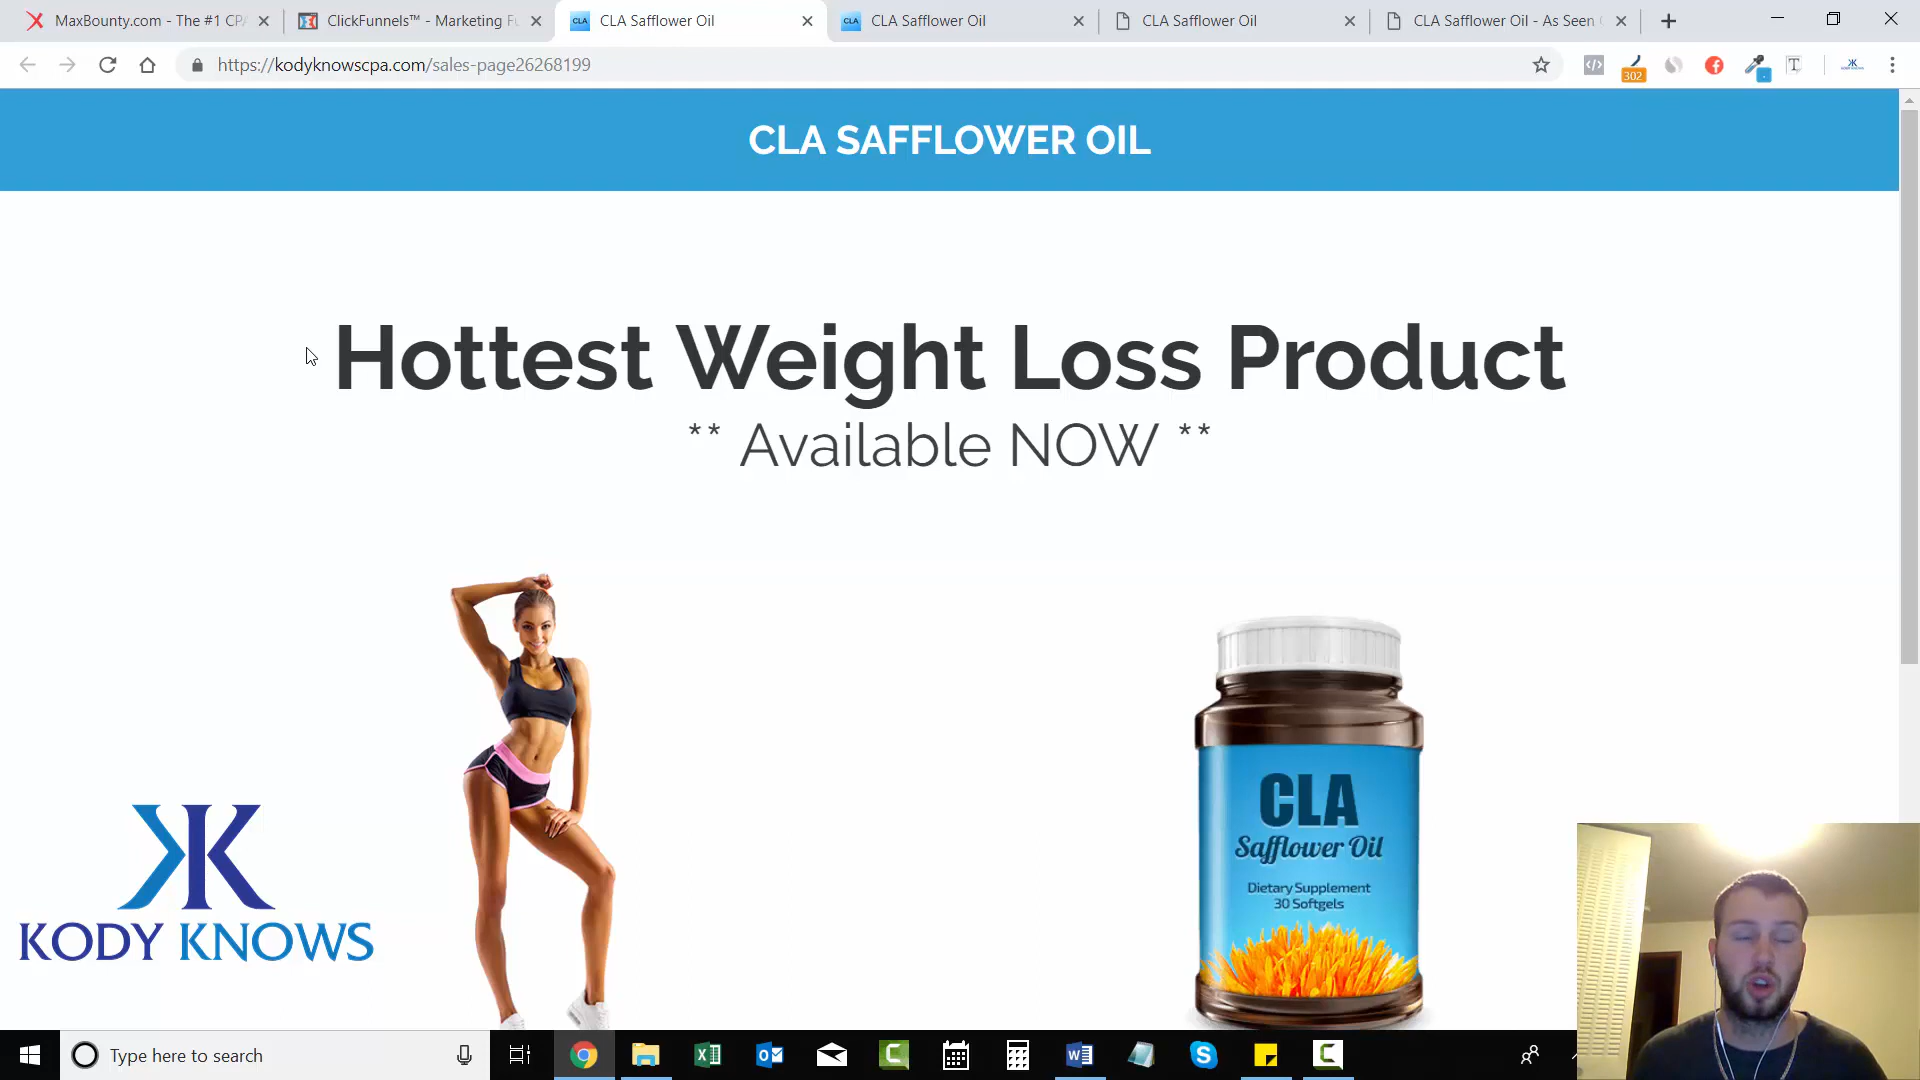 MaxBounty.com - The #1 CPA
ClickFunnels™ - Marketing Fu
CLA Safflower Oil
CLA Safflower Oil
CLA Safflower Oil
CLA Safflower Oil - As Seen
https://kodyknowscpa.com/sales-page26268199
302
CLA SAFFLOWER OIL
Hottest Weight Loss Product
** Available NOW **
CLA
Safflower Oil
Dietary Supplement
30 Softgels
KODY KNOWS
Type here to search